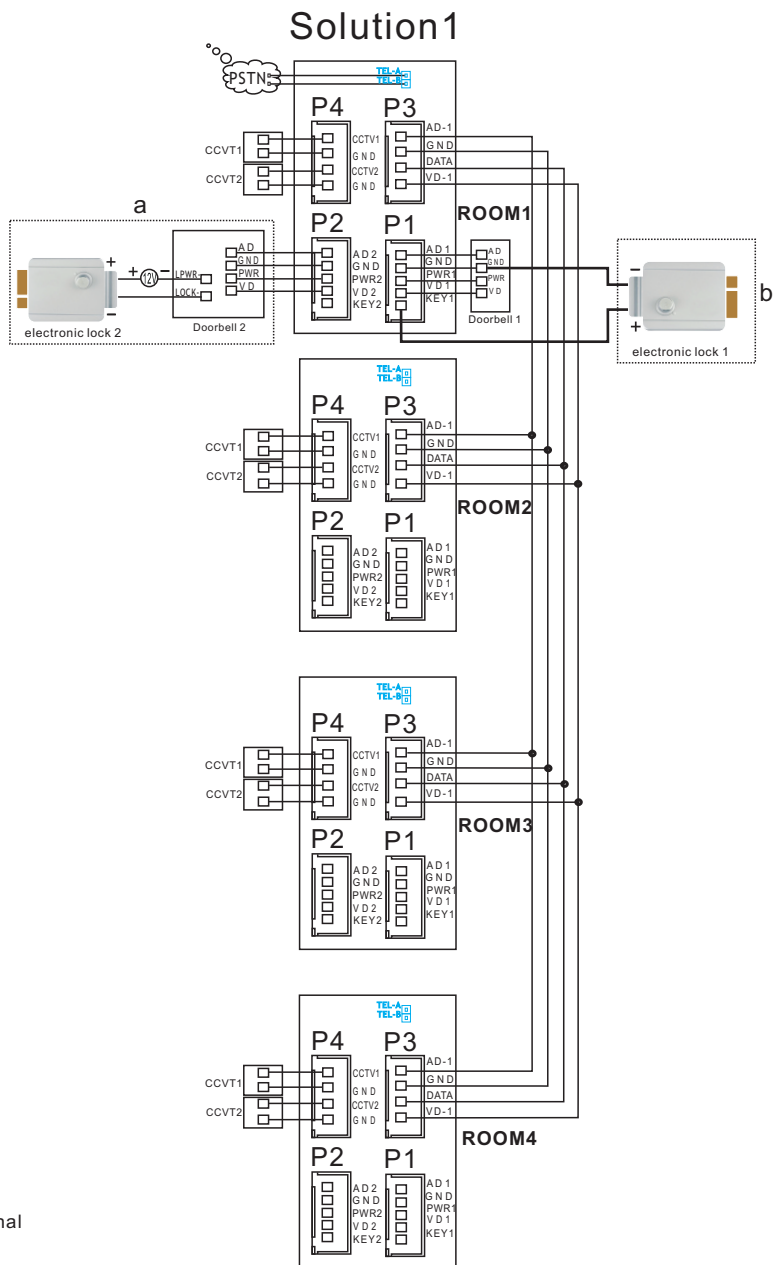 Solution1
PSTN
TEL-A
TEL-B
P4 P3
CCVT1
CCVT2
CCTV1
GND
CCTV2
GND
AD-1
GND
DATA
VD-1
ROOM1
a
P2 P1
+ 12V -
+
-
LPWR-
LOCK-
AD
GND
PWR
VD
electronic lock 2
Doorbell 2
AD2
GND
PWR2
VD2
KEY2
AD1
GND
PWR1
VD1
KEY1
AD
GND
PWR
VD
Doorbell 1
-
+
electronic lock 1
b
TEL-A
TEL-B
P4 P3
CCVT1
CCVT2
CCTV1
GND
CCTV2
GND
AD-1
GND
DATA
VD-1
ROOM2
P2 P1
AD2
GND
PWR2
VD2
KEY2
AD1
GND
PWR1
VD1
KEY1
TEL-A
TEL-B
P4 P3
CCVT1
CCVT2
CCTV1
GND
CCTV2
GND
AD-1
GND
DATA
VD-1
ROOM3
P2 P1
AD2
GND
PWR2
VD2
KEY2
AD1
GND
PWR1
VD1
KEY1
TEL-A
TEL-B
P4 P3
CCVT1
CCVT2
CCTV1
GND
CCTV2
GND
AD-1
GND
DATA
VD-1
ROOM4
P2 P1
AD2
GND
PWR2
VD2
KEY2
AD1
GND
PWR1
VD1
KEY1